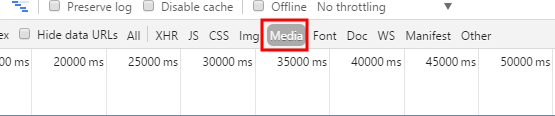 Preserve log Disable cache Offline No throttling
ex Hide data URLs All XHR JS CSS Img Media Font Doc WS Manifest Other
00 ms 20000 ms 25000 ms 30000 ms 35000 ms 40000 ms 45000 ms 50000 ms